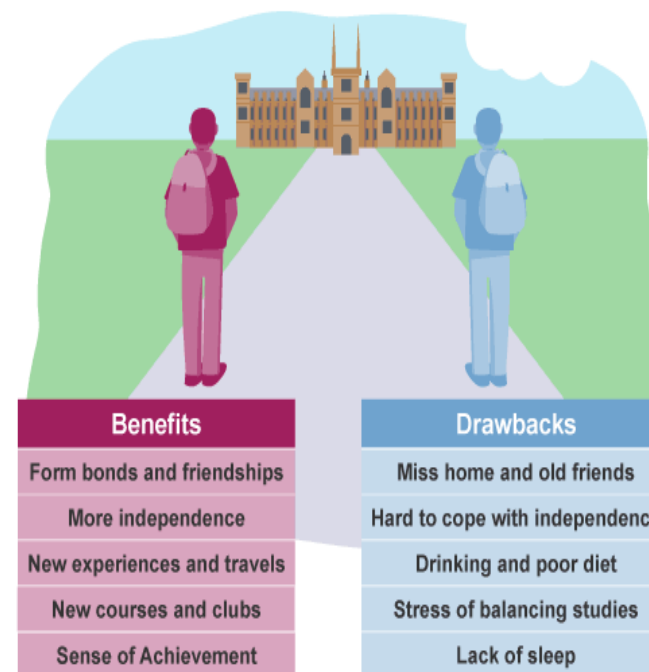 Benefits
Form bonds and friendships
More independence
New experiences and travels
New courses and clubs
Sense of Achievement
Drawbacks
Miss home and old friends
Hard to cope with independenc
Drinking and poor diet
Stress of balancing studies
Lack of sleep